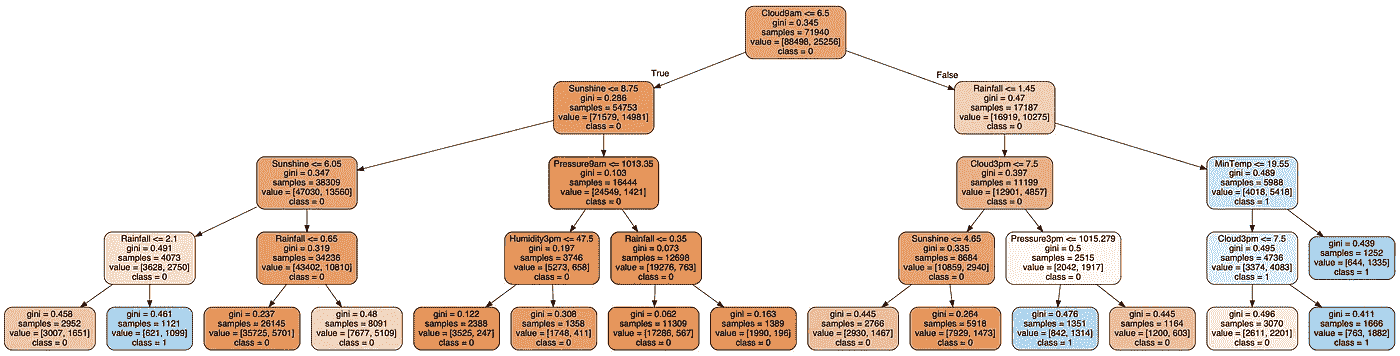 Cloud9am <= 6.5
gini = 0.345
samples = 71940
value = [88498, 25256]
class = 0
True
False
Sunshine <= 8.75
gini = 0.286
samples = 54753
value = [71579, 14981]
class = 0
Rainfall <= 1.45
gini = 0.47
samples = 17187
value = [16919, 10275]
class = 0
Sunshine <= 6.05
gini = 0.347
samples = 38309
value = [47030, 13560]
class = 0
Pressure9am <= 1013.35
gini = 0.103
samples = 16444
value = [24549, 1421]
class = 0
Cloud3pm <= 7.5
gini = 0.397
samples = 11199
value = [12901, 4857]
class = 0
MinTemp <= 19.55
gini = 0.489
samples = 5988
value = [4018, 5418]
class = 1
Rainfall <= 2.1
gini = 0.491
samples = 4073
value = [3628, 2750]
class = 0
Rainfall <= 0.65
gini = 0.319
samples = 34236
value = [43402, 10810]
class = 0
Humidity3pm <= 47.5
gini = 0.197
samples = 3746
value = [5273, 658]
class = 0
Rainfall <= 0.35
gini = 0.073
samples = 12698
value = [19276, 763]
class = 0
Sunshine <= 4.65
gini = 0.335
samples = 8684
value = [10859, 2940]
class = 0
Pressure3pm <= 1015.279
gini = 0.5
samples = 2515
value = [2042, 1917]
class = 0
Cloud3pm <= 7.5
gini = 0.495
samples = 4736
value = [3374, 4083]
class = 1
gini = 0.439
samples = 1252
value = [644, 1335]
class = 1
gini = 0.458
samples = 2952
value = [3007, 1651]
class = 0
gini = 0.461
samples = 1121
value = [621, 1099]
class = 1
gini = 0.237
samples = 26145
value = [35725, 5701]
class = 0
gini = 0.48
samples = 8091
value = [7677, 5109]
class = 0
gini = 0.122
samples = 2388
value = [3525, 247]
class = 0
gini = 0.308
samples = 1358
value = [1748, 411]
class = 0
gini = 0.062
samples = 11309
value = [17286, 567]
class = 0
gini = 0.163
samples = 1389
value = [1990, 196]
class = 0
gini = 0.445
samples = 2766
value = [2930, 1467]
class = 0
gini = 0.264
samples = 5918
value = [7929, 1473]
class = 0
gini = 0.476
samples = 1351
value = [842, 1314]
class = 1
gini = 0.445
samples = 1164
value = [1200, 603]
class = 0
gini = 0.496
samples = 3070
value = [2611, 2201]
class = 0
gini = 0.411
samples = 1666
value = [763, 1882]
class = 1